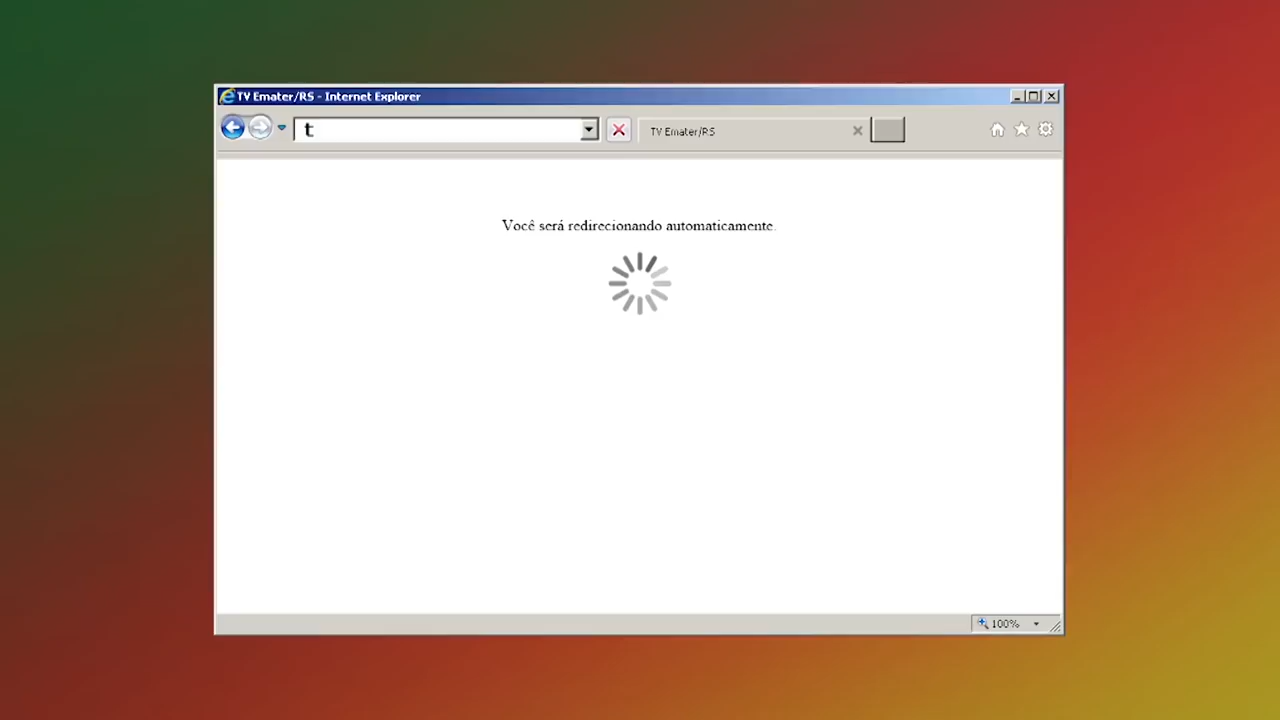 TV Emater/RS - Internet Explorer
t
TV Emater/RS
Você será redirecionando automaticamente.
100%